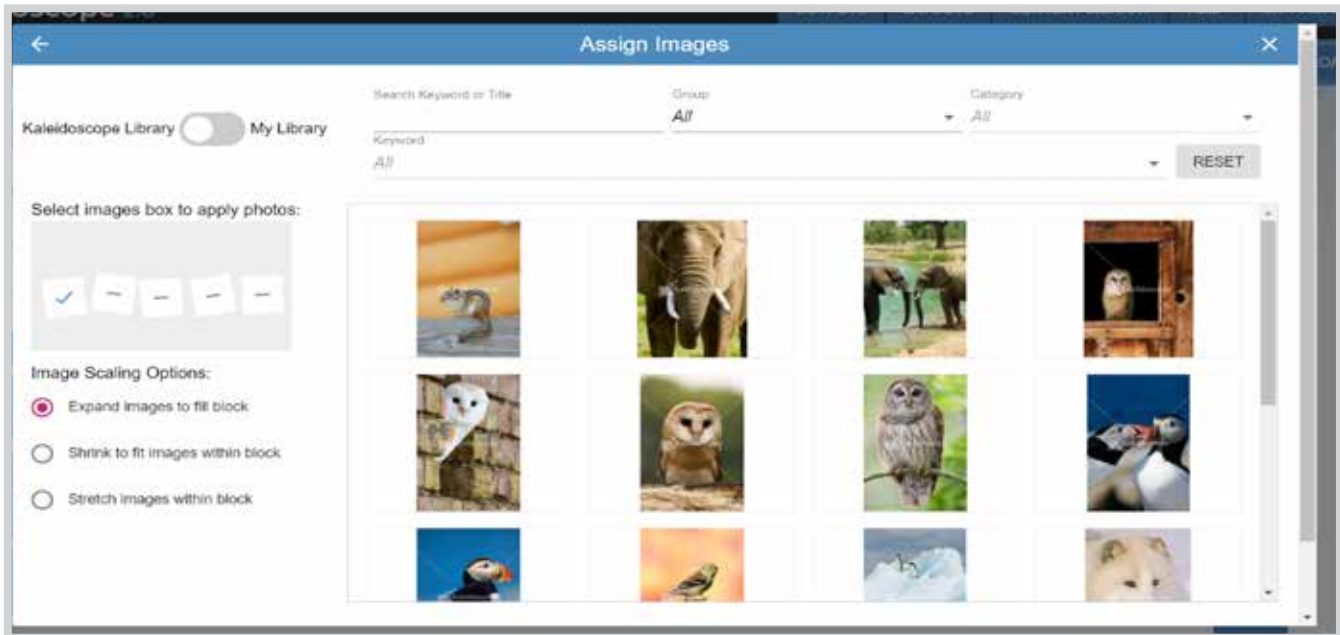 Assign Images
Search Keyword or Title
Group
Category
All
All
Kaleidoscope Library
My Library
Keyword
All
RESET
Select images box to apply photos:
Image Scaling Options:
Expand images to fill block
Shrink to fit images within block
Stretch images within block